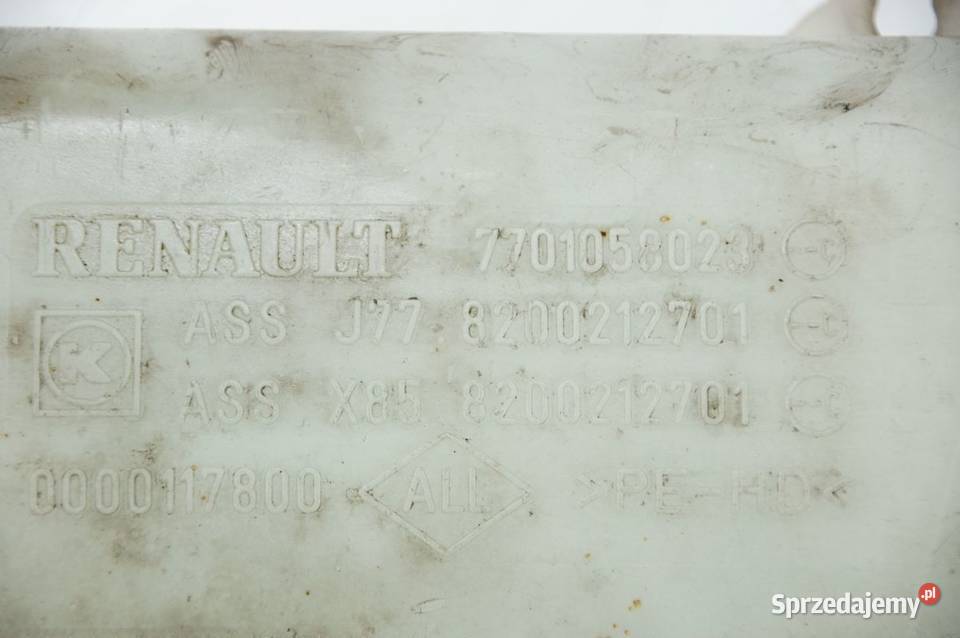 RENAULT 7701058023 -C
ASS J77 8200212701 -C
K ASS X85 8200212701 -C
0000117800 ALL >PE-HD<
Sprzedajemy.pl